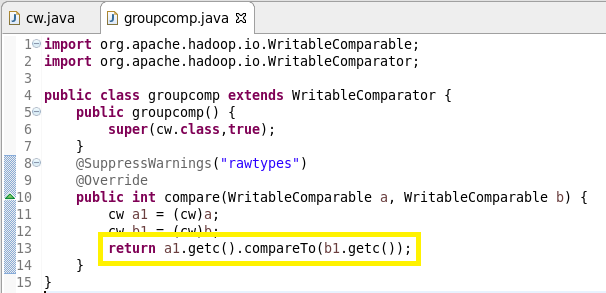 cw.java
groupcomp.java
1 import org.apache.hadoop.io.WritableComparable;
2 import org.apache.hadoop.io.WritableComparator;
3
4 public class groupcomp extends WritableComparator {
5 public groupcomp() {
6 super(cw.class,true);
7 }
8 @SuppressWarnings("rawtypes")
9 @Override
10 public int compare(WritableComparable a, WritableComparable b) {
11 cw a1 = (cw)a;
12 cw b1 = (cw)b;
13 return a1.getc().compareTo(b1.getc());
14 }
15 }